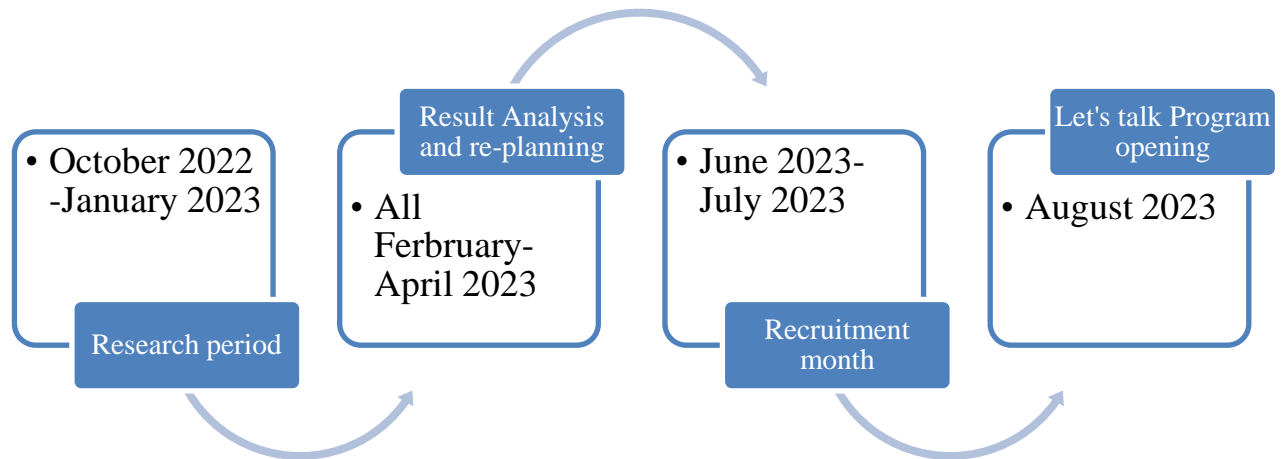 • October 2022
-January 2023
Research period
Result Analysis
and re-planning
• All
Ferbruary-
April 2023
• June 2023-
July 2023
Recruitment
month
Let's talk Program
opening
• August 2023